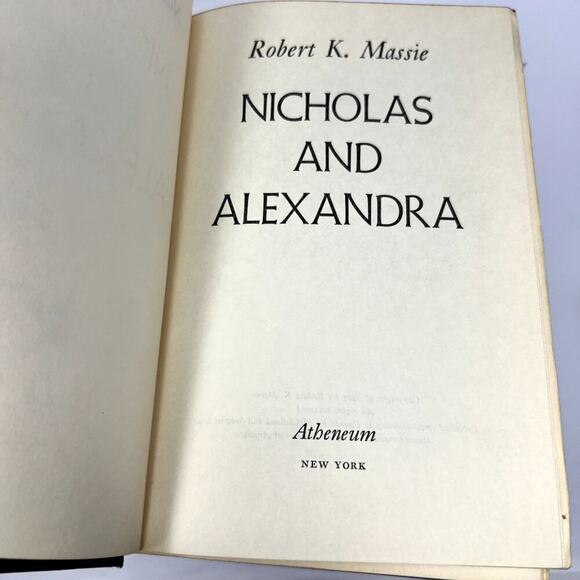 Robert K. Massie
NICHOLAS
AND
ALEXANDRA
Atheneum
NEW YORK